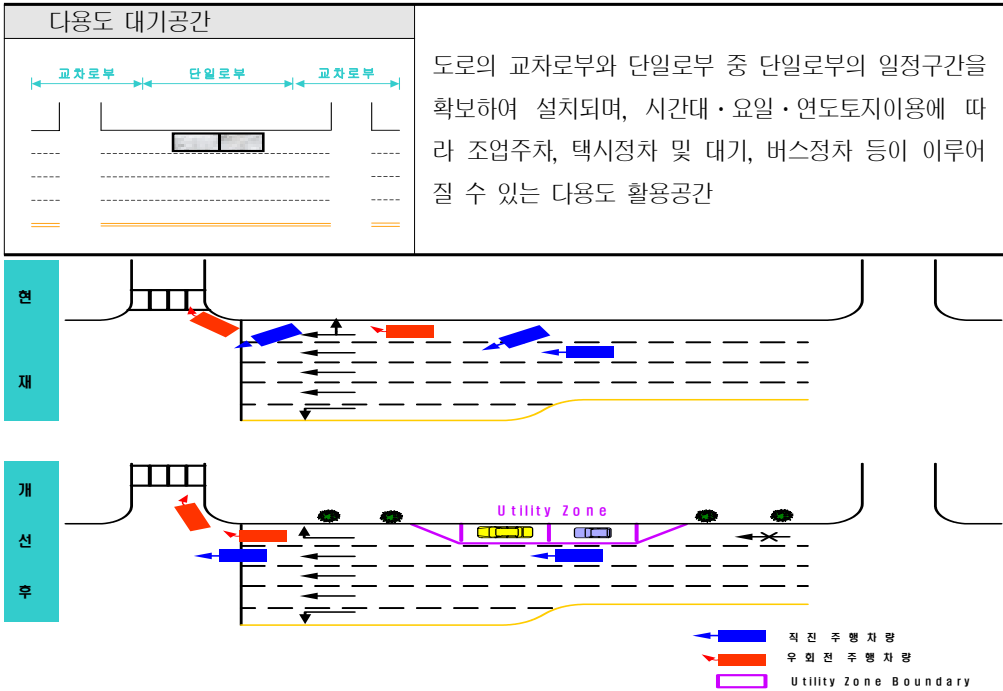 다용도 대기공간
교차로부 단일로부 교차로부
도로의 교차로부와 단일로부 중 단일로부의 일정구간을
확보하여 설치되며, 시간대·요일·연도토지이용에 따
라 조업주차, 택시정차 및 대기, 버스정차 등이 이루어
질 수 있는 다용도 활용공간
현
재
개
선
후
Utility Zone
직진 주행차량
우회전 주행차량
Utility Zone Boundary